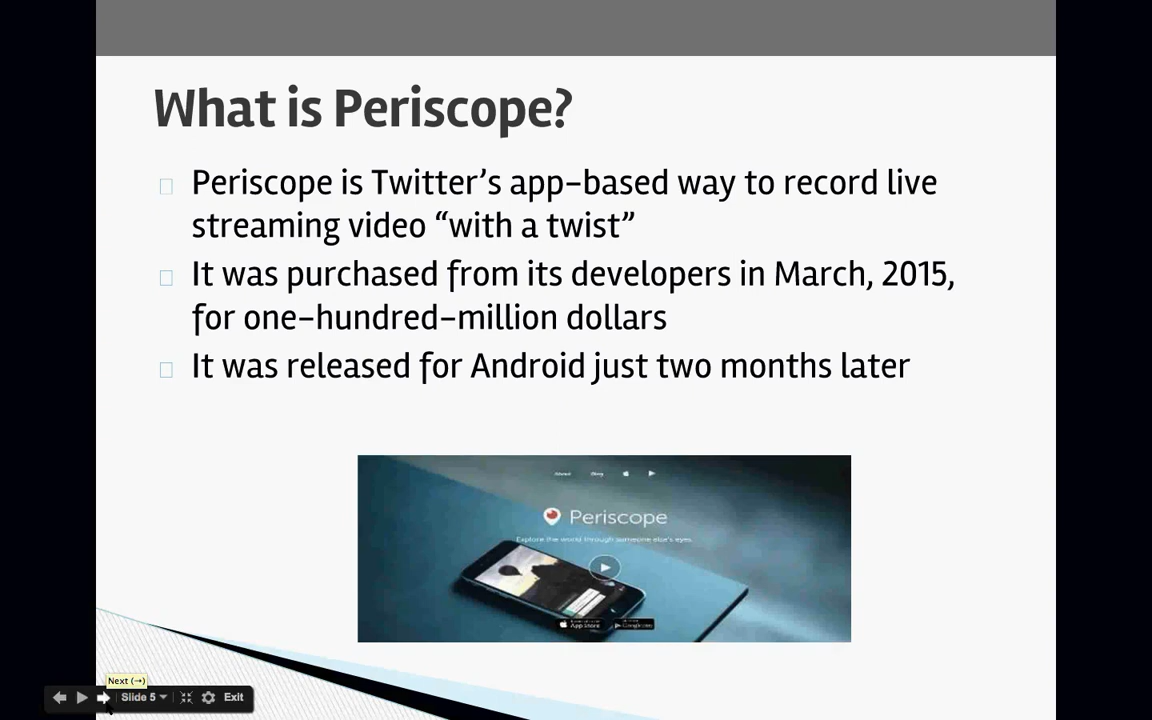 What is Periscope?
Periscope is Twitter’s app-based way to record live
streaming video “with a twist”
It was purchased from its developers in March, 2015,
for one-hundred-million dollars
It was released for Android just two months later
About Blog
Periscope
Explore the world through someone else's eyes.
App Store
Next (→)
Slide 5
Exit